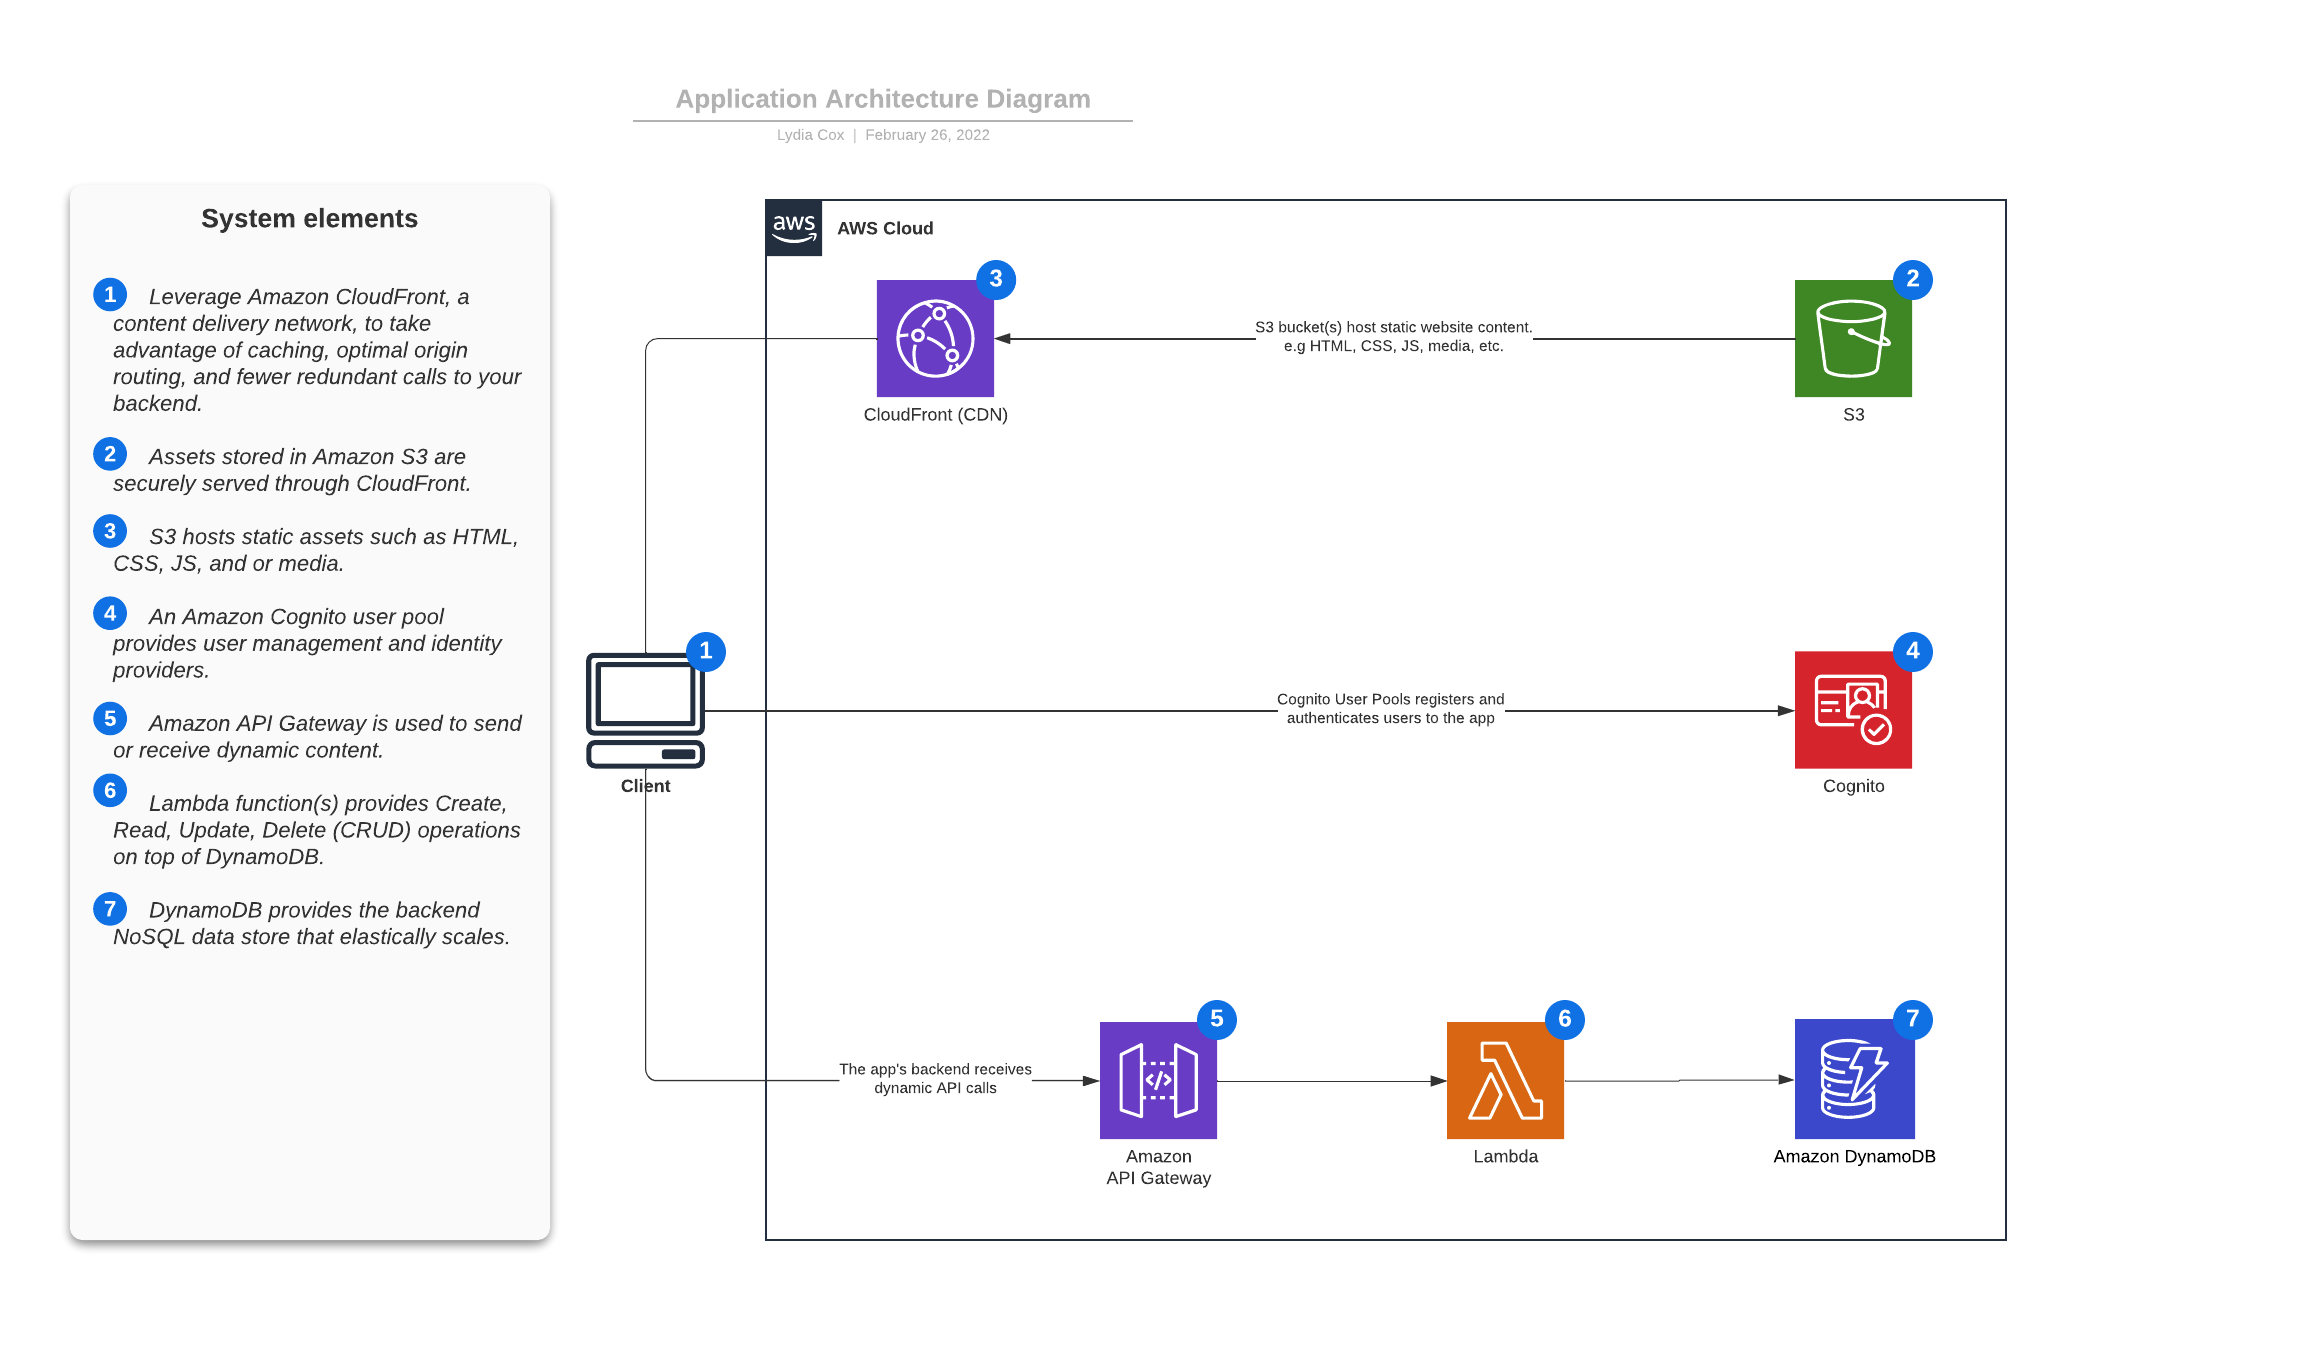 Application Architecture Diagram
Lydia Cox | February 26, 2022
System elements
1 Leverage Amazon CloudFront, a
content delivery network, to take
advantage of caching, optimal origin
routing, and fewer redundant calls to your
backend.
2 Assets stored in Amazon S3 are
securely served through CloudFront.
3 S3 hosts static assets such as HTML,
CSS, JS, and or media.
4 An Amazon Cognito user pool
provides user management and identity
providers.
5 Amazon API Gateway is used to send
or receive dynamic content.
6 Lambda function(s) provides Create,
Read, Update, Delete (CRUD) operations
on top of DynamoDB.
7 DynamoDB provides the backend
NoSQL data store that elastically scales.
aws
AWS Cloud
3
CloudFront (CDN)
S3 bucket(s) host static website content.
e.g HTML, CSS, JS, media, etc.
2
S3
1
Client
Cognito User Pools registers and
authenticates users to the app
4
Cognito
The app's backend receives
dynamic API calls
5
</>
Amazon
API Gateway
6
Lambda
7
Amazon DynamoDB